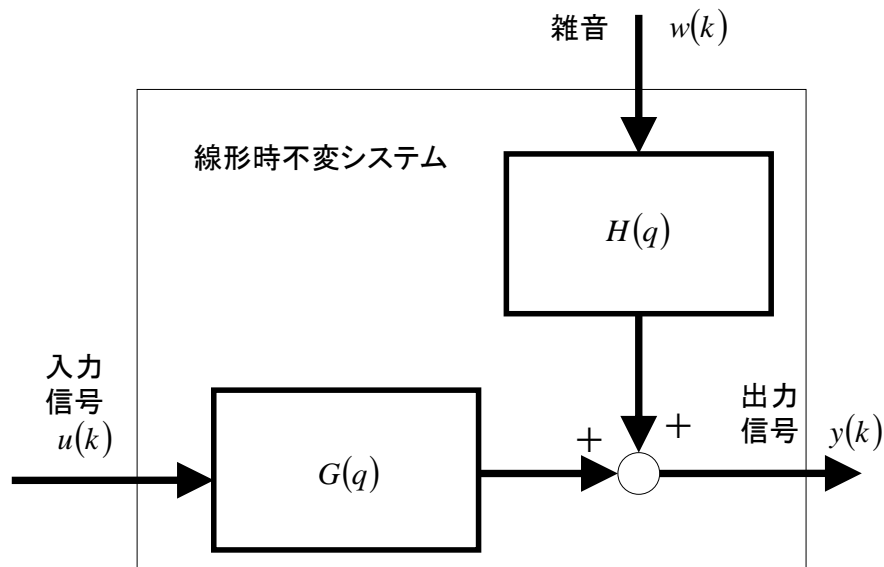 雑音 w(k)
線形時不変システム
H(q)
入力
信号
u(k)
G(q)
+
+
出力
信号
y(k)